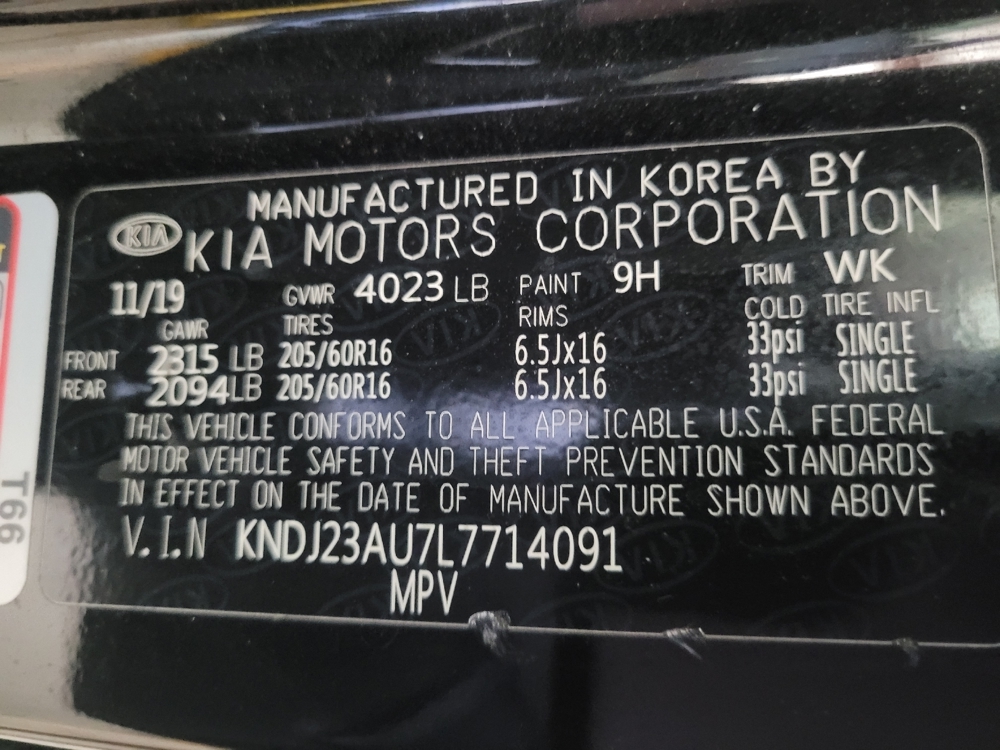 MANUFACTURED IN KOREA BY
KIA KIA MOTORS CORPORATION
11/19 GVWR 4023 LB PAINT 9H TRIM WK
GAWR TIRES RIMS COLD TIRE INFL
FRONT 2315 LB 205/60R16 6.5Jx16 33psi SINGLE
REAR 2094LB 205/60R16 6.5Jx16 33psi SINGLE
THIS VEHICLE CONFORMS TO ALL APPLICABLE U.S.A. FEDERAL
MOTOR VEHICLE SAFETY AND THEFT PREVENTION STANDARDS
IN EFFECT ON THE DATE OF MANUFACTURE SHOWN ABOVE.
V.I.N KNDJ23AU7L7714091
MPV
T66